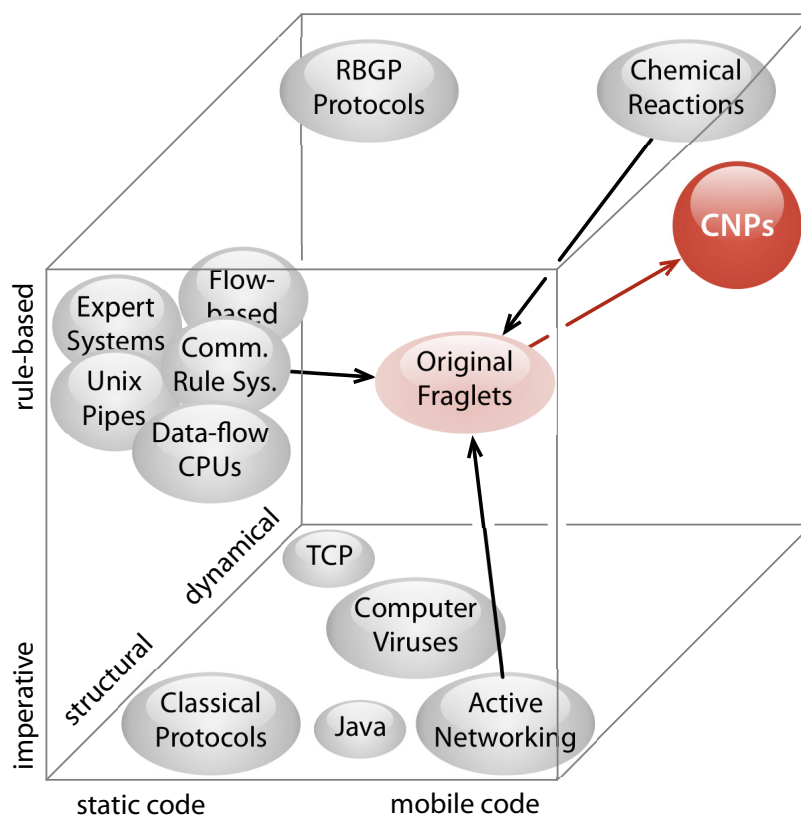 RBGP
Protocols
Chemical
Reactions
CNPs
Flow-
based
Expert
Systems
Comm.
Rule Sys.
Unix
Pipes
Data-flow
CPUs
Original
Fraglets
rule-based
dynamical
structural
imperative
TCP
Computer
Viruses
Classical
Protocols
Java
Active
Networking
static code
mobile code